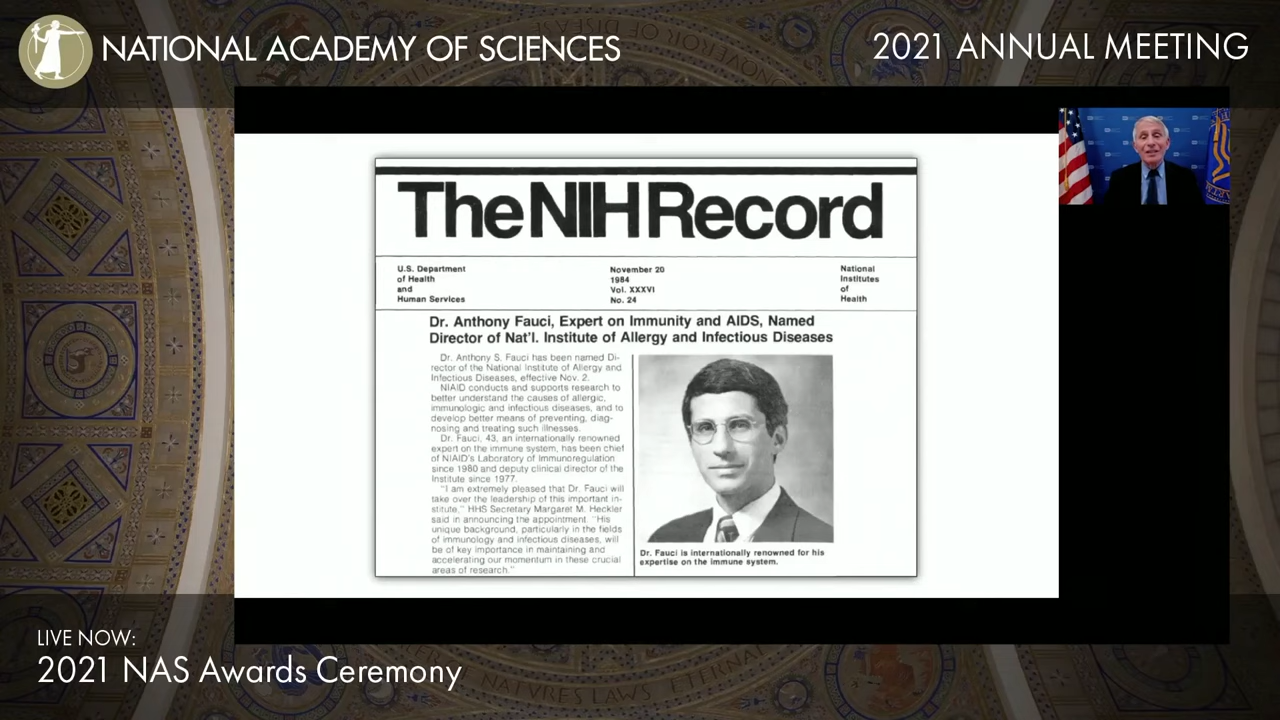 NATIONAL ACADEMY OF SCIENCES
2021 ANNUAL MEETING
The NIH Record
U.S. Department
of Health
and
Human Services
November 20
1984
Vol. XXXVI
No. 24
National
Institutes
of
Health
Dr. Anthony Fauci, Expert on Immunity and AIDS, Named
Director of Nat'l. Institute of Allergy and Infectious Diseases
Dr. Anthony S. Fauci has been named Di-
rector of the National Institute of Allergy and
Infectious Diseases, effective Nov. 2.
NIAID conducts and supports research to
better understand the causes of allergic,
immunologic and infectious diseases, and to
develop better means of preventing, diag-
nosing and treating such illnesses.
Dr. Fauci, 43, an internationally renowned
expert on the immune system, has been chief
of NIAID's Laboratory of Immunoregulation
since 1980 and deputy clinical director of the
Institute since 1977.
"I am extremely pleased that Dr. Fauci will
take over the leadership of this important in-
stitute," HHS Secretary Margaret M. Heckler
said in announcing the appointment. "His
unique background, particularly in the fields
of immunology and infectious diseases, will
be of key importance in maintaining and
accelerating our momentum in these crucial
areas of research."
Dr. Fauci is internationally renowned for his
expertise on the immune system.
LIVE NOW:
2021 NAS Awards Ceremony
NATVRES LAWS ETERNAL